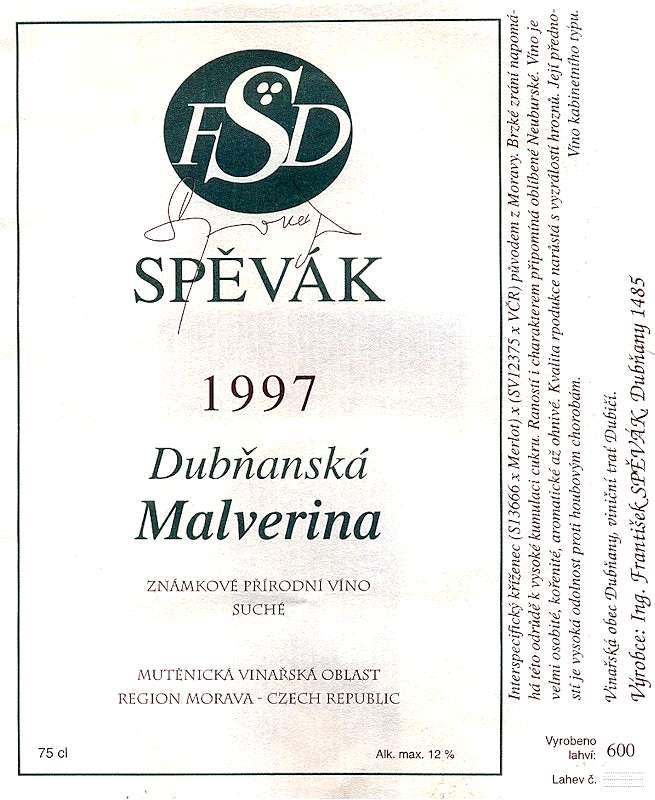 FSD
SPĚVÁK
1997
Dubňanská
Malverina
ZNÁMKOVÉ PŘÍRODNÍ VÍNO
SUCHÉ
MUTĚNICKÁ VINAŘSKÁ OBLAST
REGION MORAVA - CZECH REPUBLIC
75 cl
Alk. max. 12 %
Interspecifický kříženec (S13666 x Merlot) x (SV12375 x VČR) původem z Moravy. Brzké zrání napomá-
há této odrůdě k vysoké kumulaci cukru. Raností i charakterem připomíná oblíbené Neuburské. Víno je
velmi osobité, kořenité, aromatické až ohnivé. Kvalita rpodukce narůstá s vyzrálostí hroznů. Její předno-
stí je vysoká odolnost proti houbovým chorobám.
Víno kabinetního typu.
Vinařská obec Dubňany, viniční trať Dubiči.
Výrobce: Ing. František SPĚVÁK, Dubňany 1485
Vyrobeno
lahví: 600
Lahev č.